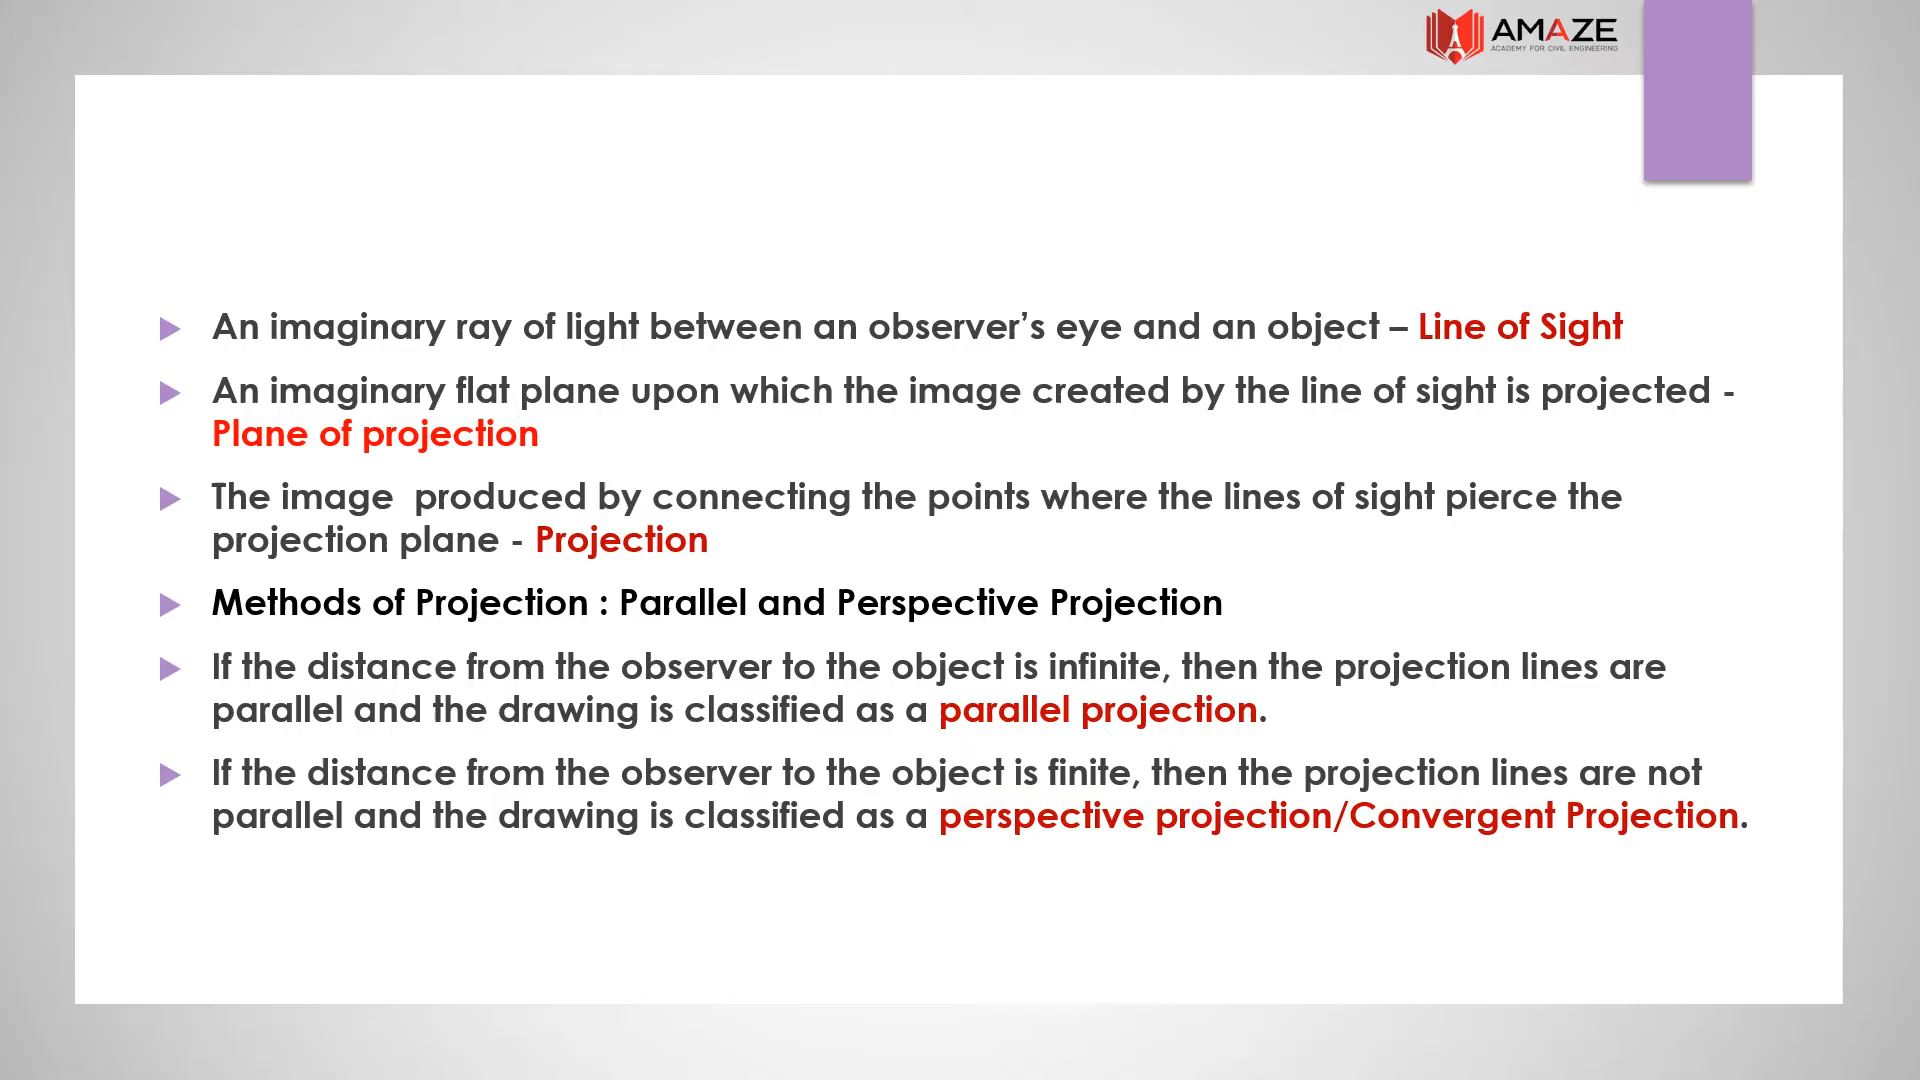 AMAZE
ACADEMY FOR CIVIL ENGINEERING
An imaginary ray of light between an observer’s eye and an object – Line of Sight
An imaginary flat plane upon which the image created by the line of sight is projected -
Plane of projection
The image  produced by connecting the points where the lines of sight pierce the
projection plane - Projection
Methods of Projection : Parallel and Perspective Projection
If the distance from the observer to the object is infinite, then the projection lines are
parallel and the drawing is classified as a parallel projection.
If the distance from the observer to the object is finite, then the projection lines are not
parallel and the drawing is classified as a perspective projection/Convergent Projection.